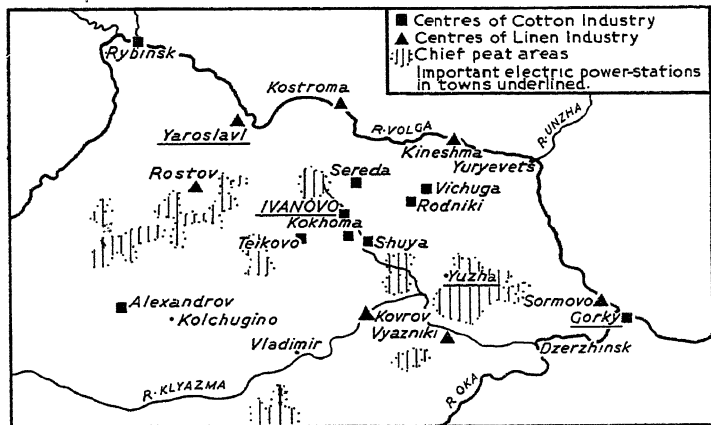 Centres of Cotton Industry
Centres of Linen Industry
Chief peat areas
Important electric power-stations
in towns underlined.
Rybinsk
Kostroma
R. UNZHA
Yaroslavl
R. VOLGA
Kineshma
Yuryevets
Rostov
Sereda
Vichuga
IVANOVO
Rodniki
Kokhoma
Teikovo
Shuya
Yuzha
Alexandrov
Sormovo
Kolchugino
Kovrov
Gorky
Vyazniki
Vladimir
Dzerzhinsk
R. KLYAZMA
R. OKA